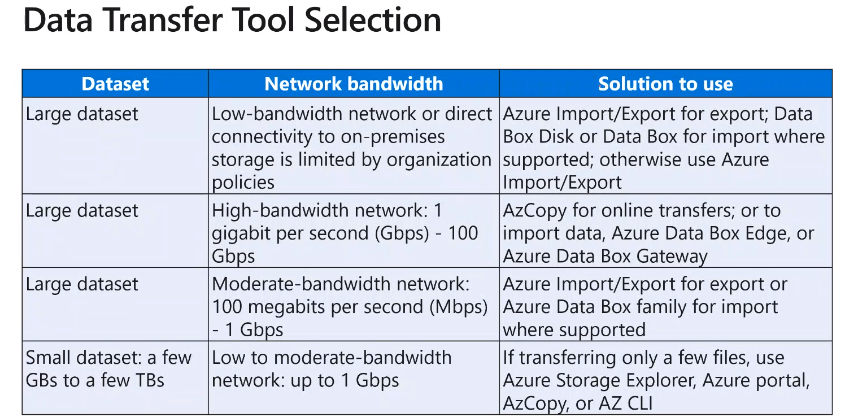 Data Transfer Tool Selection
Dataset
Network bandwidth
Solution to use
Large dataset
Low-bandwidth network or direct
connectivity to on-premises
storage is limited by organization
policies
Azure Import/Export for export; Data
Box Disk or Data Box for import where
supported; otherwise use Azure
Import/Export
Large dataset
High-bandwidth network: 1
gigabit per second (Gbps) - 100
Gbps
AzCopy for online transfers; or to
import data, Azure Data Box Edge, or
Azure Data Box Gateway
Large dataset
Moderate-bandwidth network:
100 megabits per second (Mbps)
- 1 Gbps
Azure Import/Export for export or
Azure Data Box family for import
where supported
Small dataset: a few
GBs to a few TBs
Low to moderate-bandwidth
network: up to 1 Gbps
If transferring only a few files, use
Azure Storage Explorer, Azure portal,
AzCopy, or AZ CLI